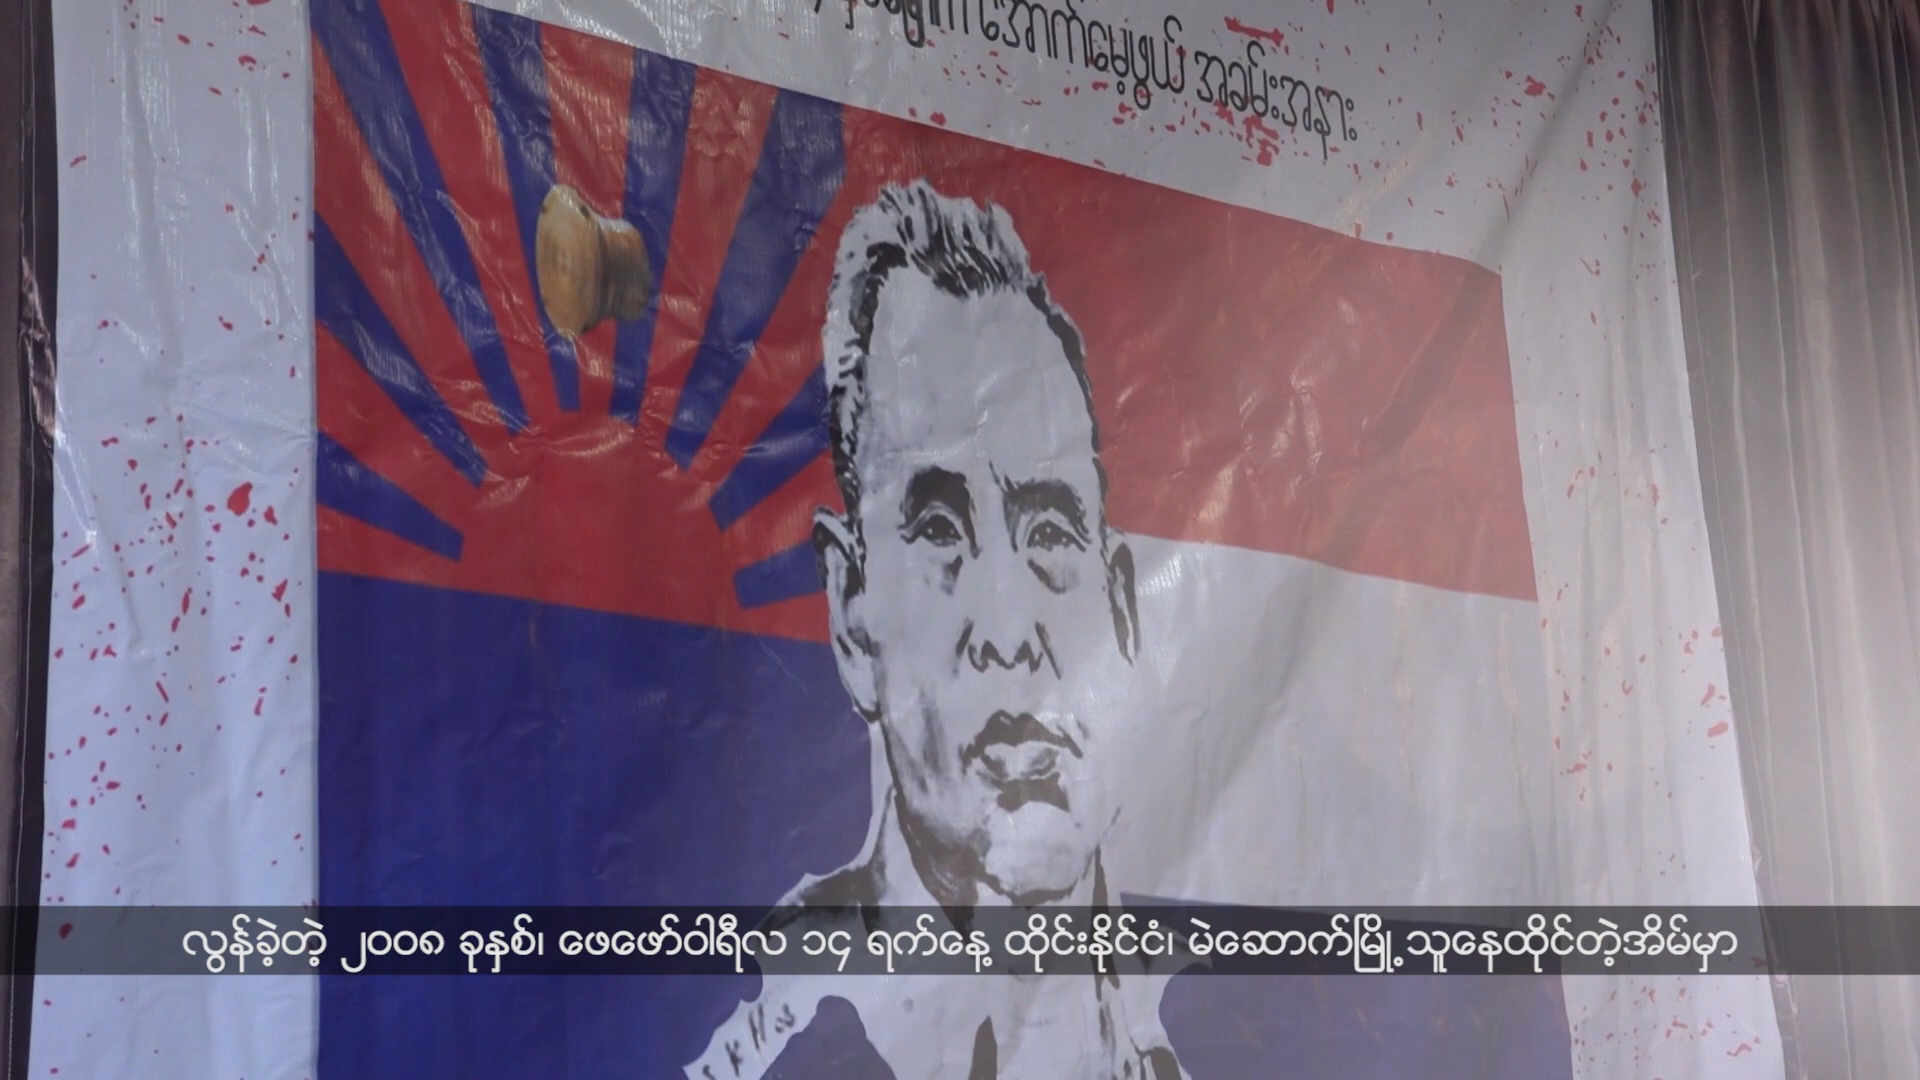 အောက်မေ့ဖွယ် အခမ်းအနား
လွန်ခဲ့တဲ့ ၂၀၀၈ ခုနှစ်၊ ဖေဖော်ဝါရီလ ၁၄ ရက်နေ့ ထိုင်းနိုင်ငံ၊ မဲဆောက်မြို့သူနေထိုင်တဲ့အိမ်မှာ